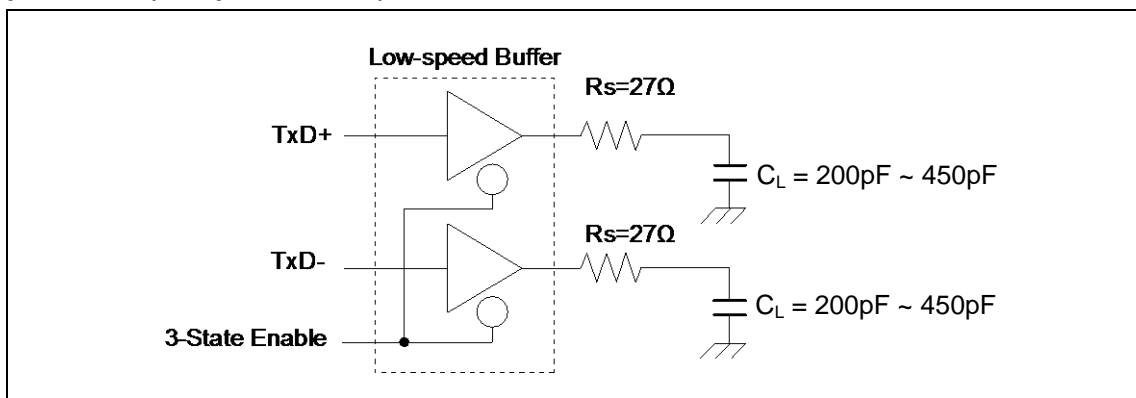 Low-speed Buffer
Rs=27Ω
TxD+
C_L = 200pF ~ 450pF
Rs=27Ω
TxD-
C_L = 200pF ~ 450pF
3-State Enable